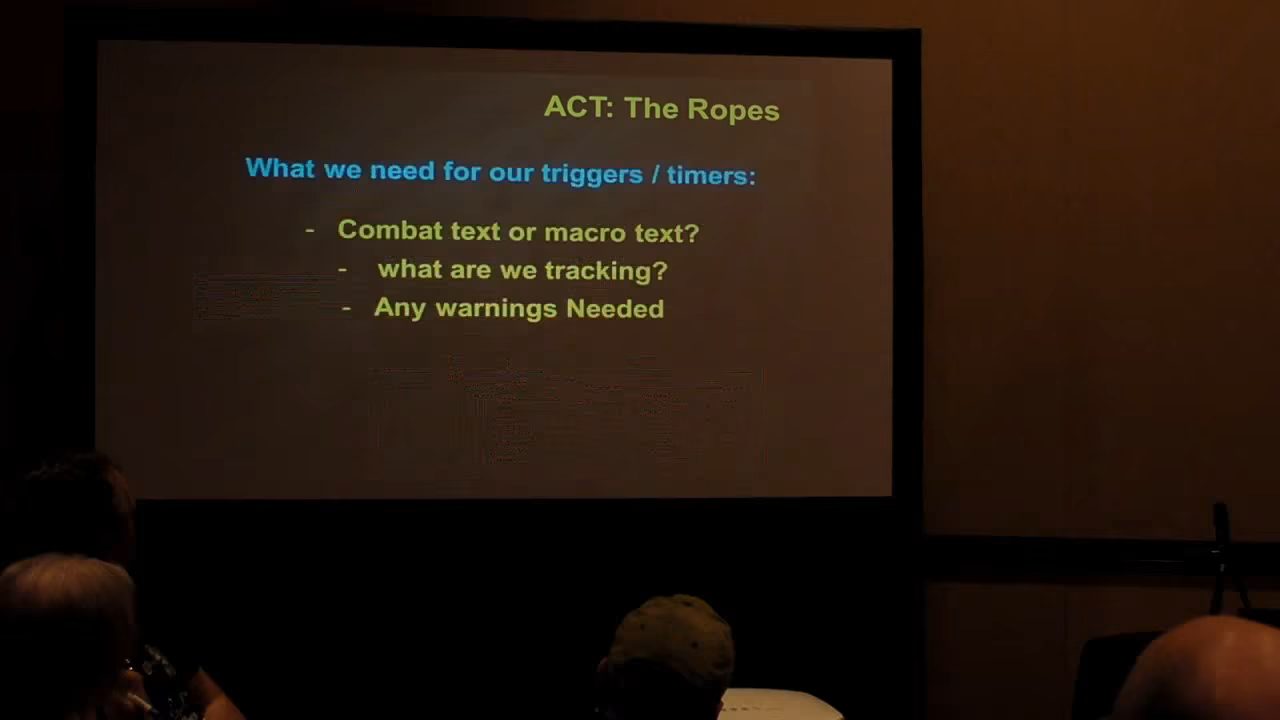 ACT: The Ropes
What we need for our triggers / timers:
- Combat text or macro text?
- what are we tracking?
- Any warnings Needed